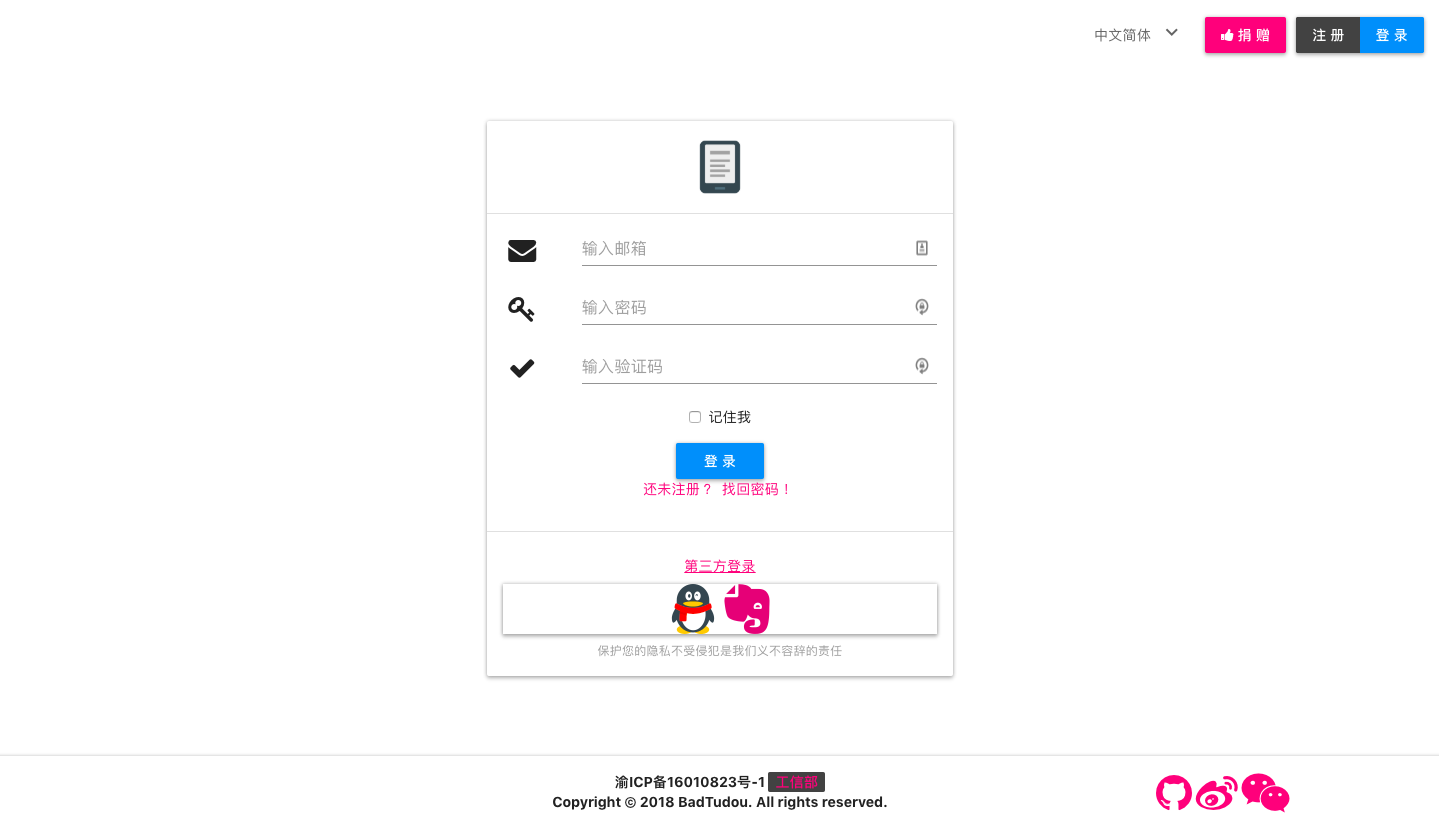 中文简体
捐 赠
注 册
登 录
输入邮箱
输入密码
输入验证码
记住我
登 录
还未注册？ 找回密码！
第三方登录
保护您的隐私不受侵犯是我们义不容辞的责任
渝ICP备16010823号-1 工信部
Copyright © 2018 BadTudou. All rights reserved.